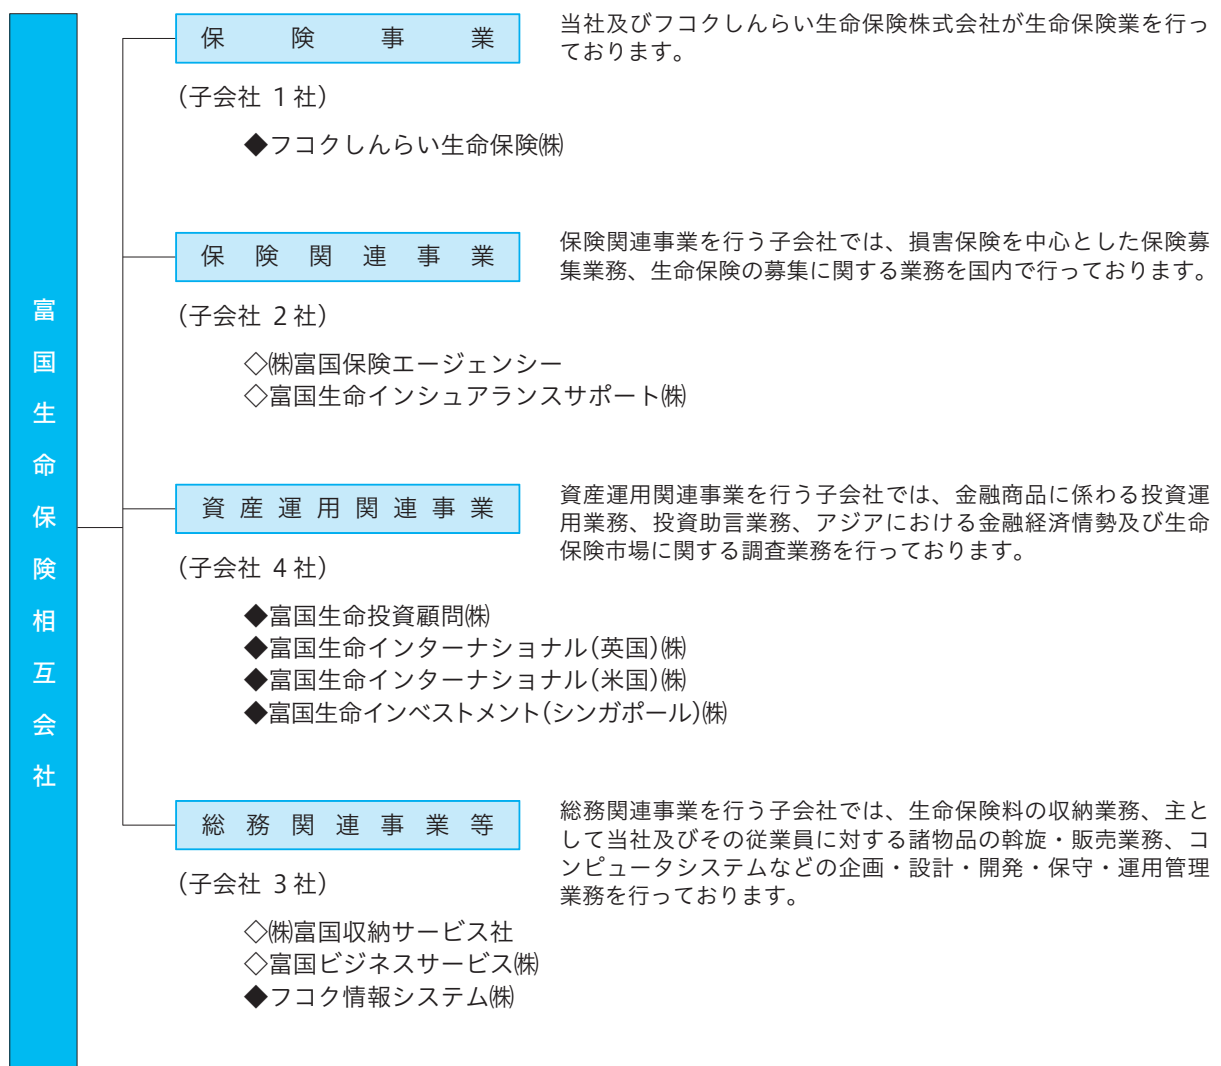 富国生命保険相互会社
保険事業
当社及びフコクしんらい生命保険株式会社が生命保険業を行っ
ております。
(子会社 1社)
◆フコクしんらい生命保険㈱
保険関連事業
保険関連事業を行う子会社では、損害保険を中心とした保険募
集業務、生命保険の募集に関する業務を国内で行っております。
(子会社 2社)
◇㈱富国保険エージェンシー
◇富国生命インシュアランスサポート㈱
資産運用関連事業
資産運用関連事業を行う子会社では、金融商品に係わる投資運
用業務、投資助言業務、アジアにおける金融経済情勢及び生命
保険市場に関する調査業務を行っております。
(子会社 4社)
◆富国生命投資顧問㈱
◆富国生命インターナショナル(英国)㈱
◆富国生命インターナショナル(米国)㈱
◆富国生命インベストメント(シンガポール)㈱
総務関連事業等
総務関連事業を行う子会社では、生命保険料の収納業務、主と
して当社及びその従業員に対する諸物品の斡旋・販売業務、コ
ンピュータシステムなどの企画・設計・開発・保守・運用管理
業務を行っております。
(子会社 3社)
◇㈱富国収納サービス社
◇富国ビジネスサービス㈱
◆フコク情報システム㈱